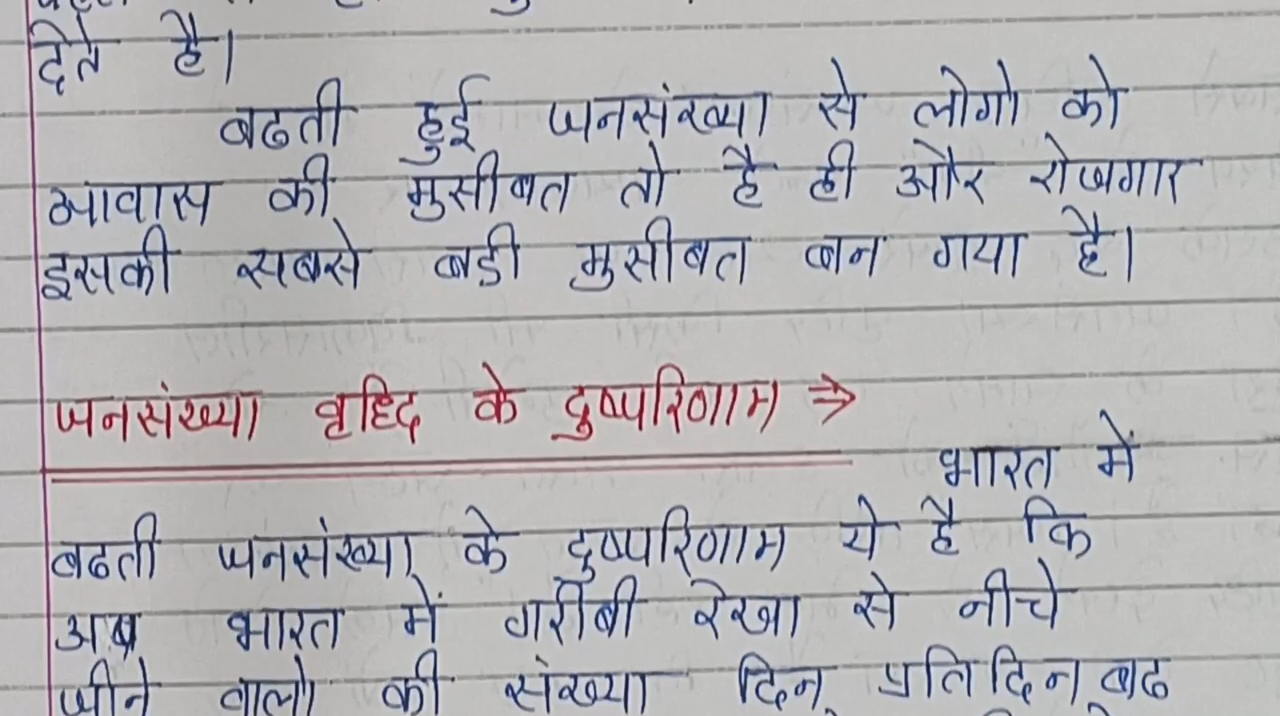 देते है।
बढती हुई जनसंख्या से लोगो को
आवास की मुसीबत तो है ही और रोजगार
इसकी सबसे बडी मुसीबत बन गया है।
जनसंख्या वृद्धि के दुष्परिणाम ⇒
भारत में
बढती जनसंख्या के दुष्परिणाम ये है कि
अब भारत में गरीबी रेखा से नीचे
जीने वालो की संख्या दिन प्रतिदिन बढ